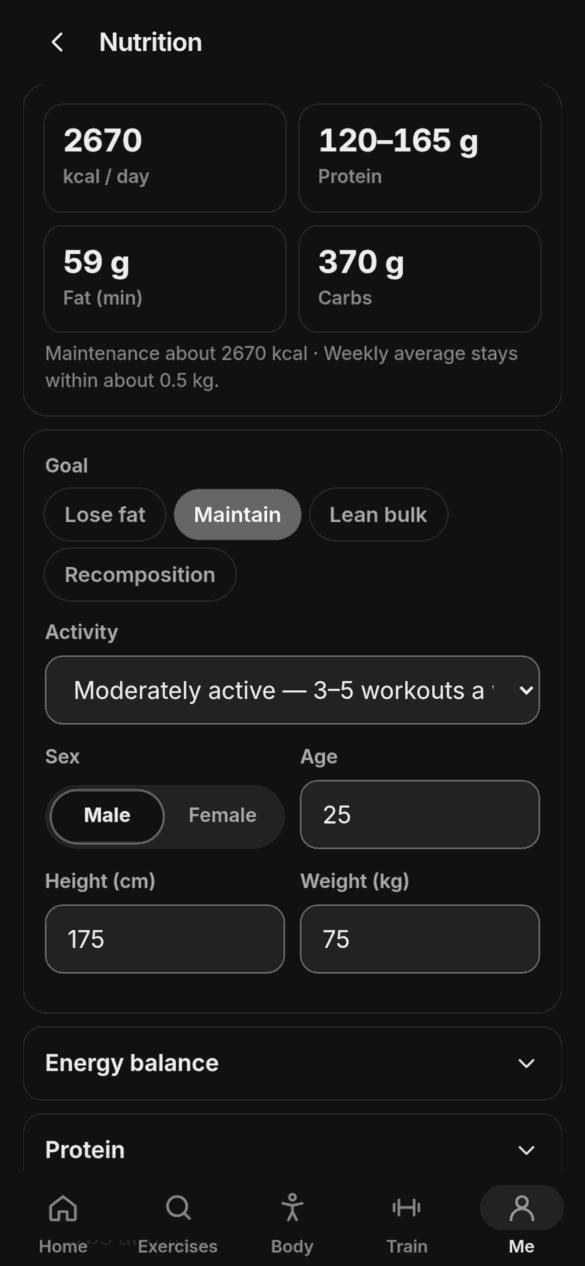 Nutrition
2670
kcal / day
120–165 g
Protein
59 g
Fat (min)
370 g
Carbs
Maintenance about 2670 kcal · Weekly average stays
within about 0.5 kg.
Goal
Lose fat
Maintain
Lean bulk
Recomposition
Activity
Moderately active — 3–5 workouts a
Sex
Age
Male
Female
25
Height (cm)
Weight (kg)
175
75
Energy balance
Protein
Home
Exercises
Body
Train
Me